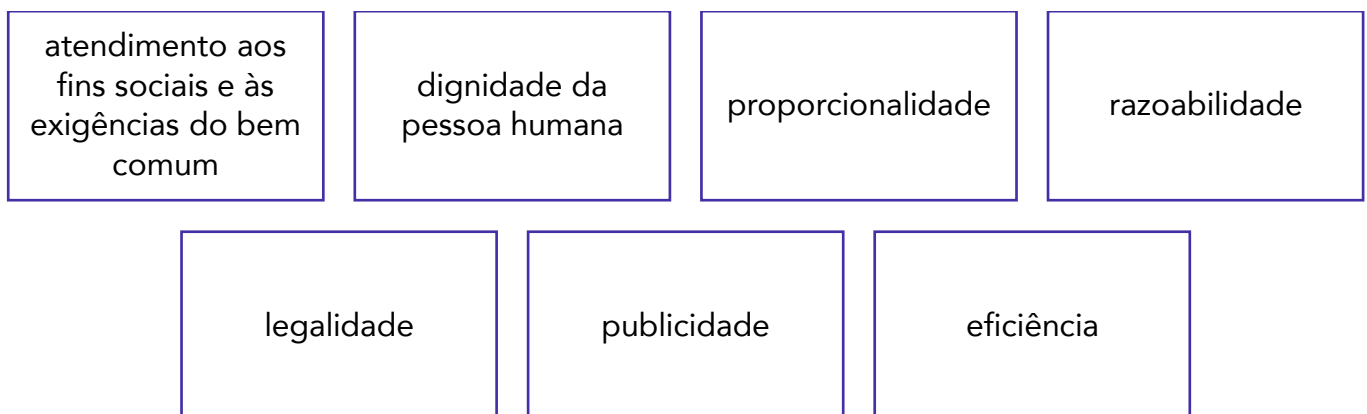 atendimento aos
fins sociais e às
exigências do bem
comum
dignidade da
pessoa humana
proporcionalidade
razoabilidade
legalidade
publicidade
eficiência